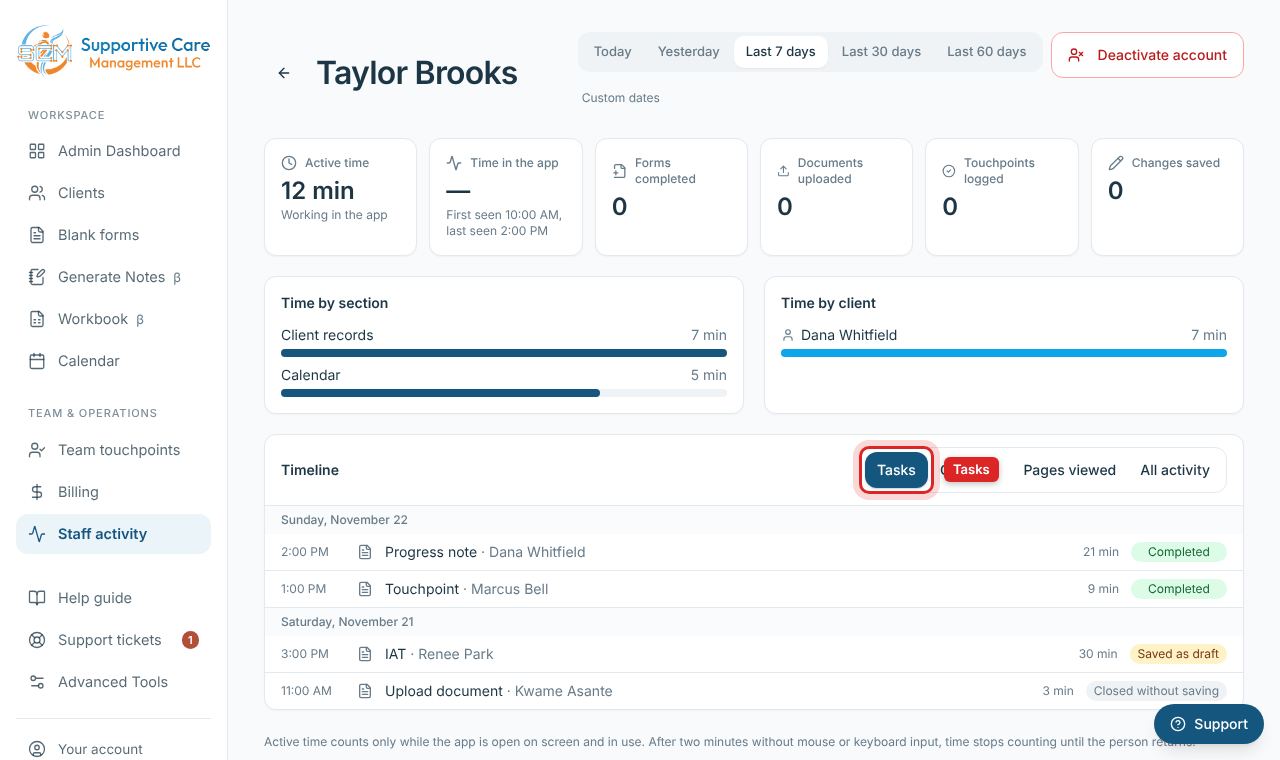 SCM
Supportive Care
Management LLC
WORKSPACE
Admin Dashboard
Clients
Blank forms
Generate Notes β
Workbook β
Calendar
TEAM & OPERATIONS
Team touchpoints
Billing
Staff activity
Help guide
Support tickets 1
Advanced Tools
Your account
Taylor Brooks
Today Yesterday Last 7 days Last 30 days Last 60 days
Custom dates
Deactivate account
Active time
12 min
Working in the app
Time in the app
—
First seen 10:00 AM,
last seen 2:00 PM
Forms
completed
0
Documents
uploaded
0
Touchpoints
logged
0
Changes saved
0
Time by section
Client records 7 min
Calendar 5 min
Time by client
Dana Whitfield 7 min
Timeline
Tasks Tasks Pages viewed All activity
Sunday, November 22
2:00 PM Progress note · Dana Whitfield 21 min Completed
1:00 PM Touchpoint · Marcus Bell 9 min Completed
Saturday, November 21
3:00 PM IAT · Renee Park 30 min Saved as draft
11:00 AM Upload document · Kwame Asante 3 min Closed without saving
Support
Active time counts only while the app is open on screen and in use. After two minutes without mouse or keyboard input, time stops counting until the person returns.